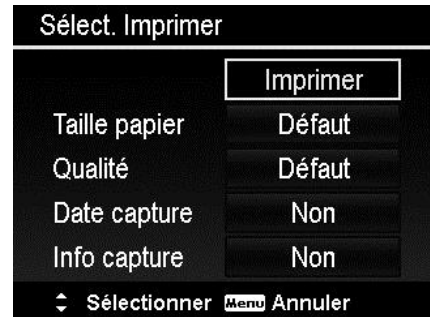 Sélect. Imprimer
Imprimer
Taille papier Défaut
Qualité Défaut
Date capture Non
Info capture Non
Sélectionner Menu Annuler